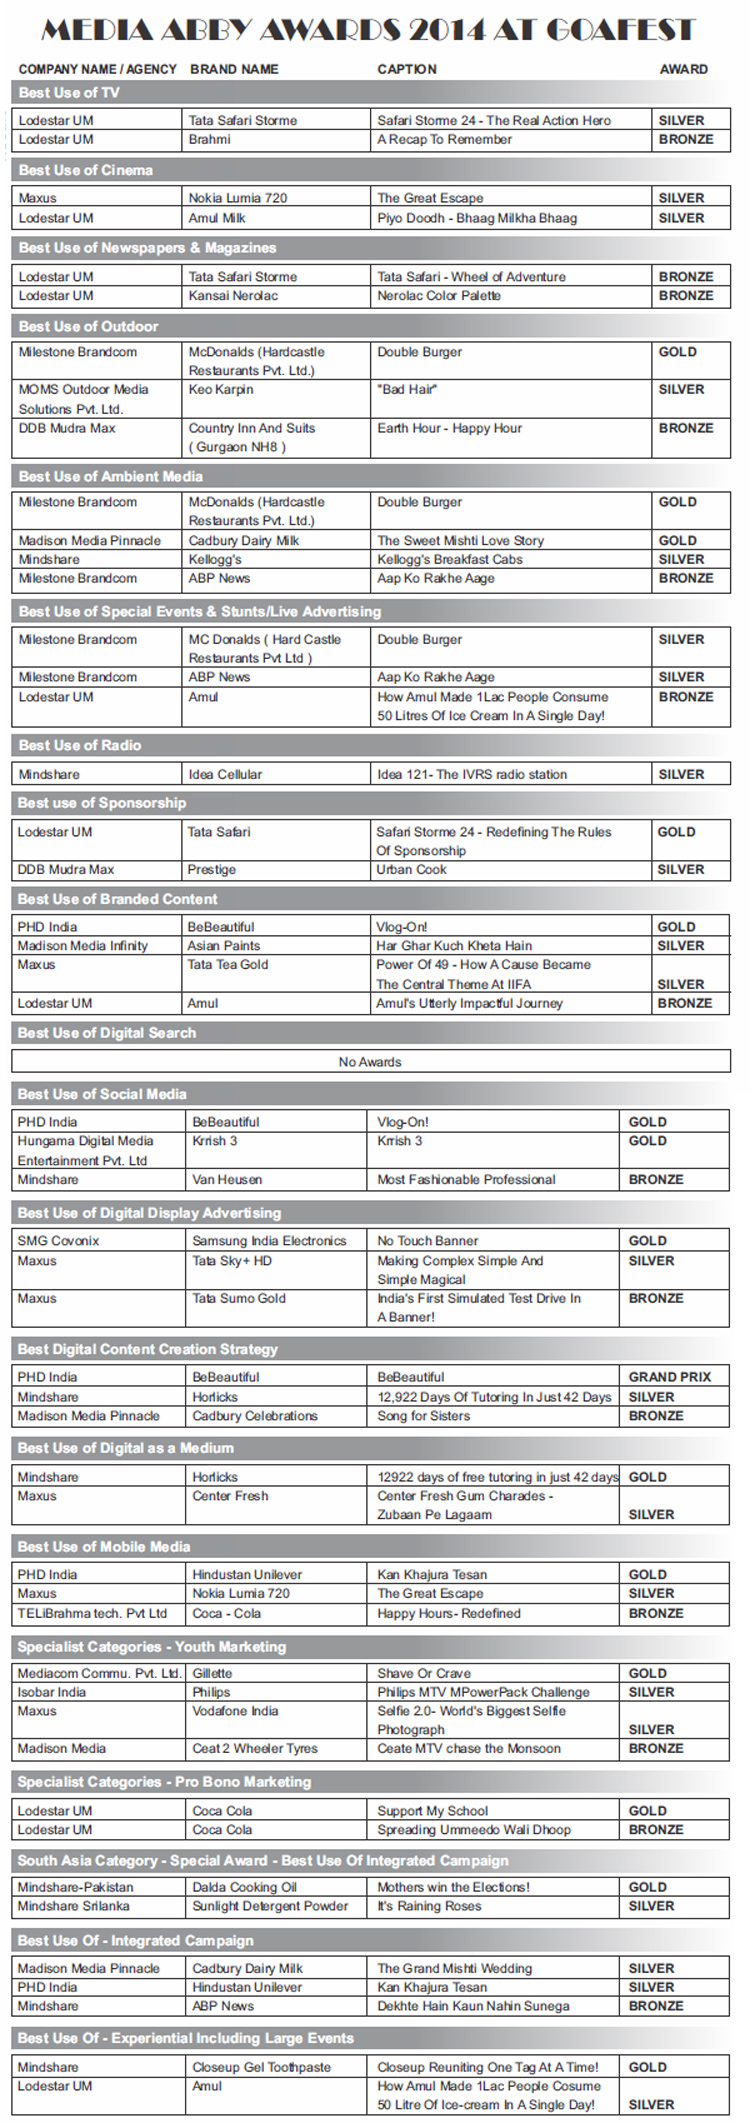 MEDIA ABBY AWARDS 2014 AT GOAFEST
COMPANY NAME / AGENCY BRAND NAME CAPTION AWARD
Best Use of TV
Lodestar UM Tata Safari Storme Safari Storme 24 - The Real Action Hero SILVER
Lodestar UM Brahmi A Recap To Remember BRONZE
Best Use of Cinema
Maxus Nokia Lumia 720 The Great Escape SILVER
Lodestar UM Amul Milk Piyo Doodh - Bhaag Milkha Bhaag SILVER
Best Use of Newspapers & Magazines
Lodestar UM Tata Safari Storme Tata Safari - Wheel of Adventure BRONZE
Lodestar UM Kansai Nerolac Nerolac Color Palette BRONZE
Best Use of Outdoor
Milestone Brandcom McDonalds (Hardcastle Double Burger GOLD
Restaurants Pvt. Ltd.)
MOMS Outdoor Media Keo Karpin "Bad Hair" SILVER
Solutions Pvt. Ltd.
DDB Mudra Max Country Inn And Suits Earth Hour - Happy Hour BRONZE
( Gurgaon NH8 )
Best Use of Ambient Media
Milestone Brandcom McDonalds (Hardcastle Double Burger GOLD
Restaurants Pvt. Ltd.)
Madison Media Pinnacle Cadbury Dairy Milk The Sweet Mishti Love Story GOLD
Mindshare Kellogg's Kellogg's Breakfast Cabs SILVER
Milestone Brandcom ABP News Aap Ko Rakhe Aage BRONZE
Best Use of Special Events & Stunts/Live Advertising
Milestone Brandcom MC Donalds ( Hard Castle Double Burger SILVER
Restaurants Pvt Ltd )
Milestone Brandcom ABP News Aap Ko Rakhe Aage SILVER
Lodestar UM Amul How Amul Made 1Lac People Consume BRONZE
50 Litres Of Ice Cream In A Single Day!
Best Use of Radio
Mindshare Idea Cellular Idea 121- The IVRS radio station SILVER
Best use of Sponsorship
Lodestar UM Tata Safari Safari Storme 24 - Redefining The Rules GOLD
Of Sponsorship
DDB Mudra Max Prestige Urban Cook SILVER
Best Use of Branded Content
PHD India BeBeautiful Vlog-On! GOLD
Madison Media Infinity Asian Paints Har Ghar Kuch Kheta Hain SILVER
Maxus Tata Tea Gold Power Of 49 - How A Cause Became
The Central Theme At IIFA SILVER
Lodestar UM Amul Amul's Utterly Impactful Journey BRONZE
Best Use of Digital Search
No Awards
Best Use of Social Media
PHD India BeBeautiful Vlog-On! GOLD
Hungama Digital Media Krrish 3 Krrish 3 GOLD
Entertainment Pvt. Ltd
Mindshare Van Heusen Most Fashionable Professional BRONZE
Best Use of Digital Display Advertising
SMG Covonix Samsung India Electronics No Touch Banner GOLD
Maxus Tata Sky+ HD Making Complex Simple And SILVER
Simple Magical
Maxus Tata Sumo Gold India's First Simulated Test Drive In BRONZE
A Banner!
Best Digital Content Creation Strategy
PHD India BeBeautiful BeBeautiful GRAND PRIX
Mindshare Horlicks 12,922 Days Of Tutoring In Just 42 Days SILVER
Madison Media Pinnacle Cadbury Celebrations Song for Sisters BRONZE
Best Use of Digital as a Medium
Mindshare Horlicks 12922 days of free tutoring in just 42 days GOLD
Maxus Center Fresh Center Fresh Gum Charades -
Zubaan Pe Lagaam SILVER
Best Use of Mobile Media
PHD India Hindustan Unilever Kan Khajura Tesan GOLD
Maxus Nokia Lumia 720 The Great Escape SILVER
TELiBrahma tech. Pvt Ltd Coca - Cola Happy Hours- Redefined BRONZE
Specialist Categories - Youth Marketing
Mediacom Commu. Pvt. Ltd. Gillette Shave Or Crave GOLD
Isobar India Philips Philips MTV MPowerPack Challenge SILVER
Maxus Vodafone India Selfie 2.0- World's Biggest Selfie
Photograph SILVER
Madison Media Ceat 2 Wheeler Tyres Ceate MTV chase the Monsoon BRONZE
Specialist Categories - Pro Bono Marketing
Lodestar UM Coca Cola Support My School GOLD
Lodestar UM Coca Cola Spreading Ummeedo Wali Dhoop BRONZE
South Asia Category - Special Award - Best Use Of Integrated Campaign
Mindshare-Pakistan Dalda Cooking Oil Mothers win the Elections! GOLD
Mindshare Srilanka Sunlight Detergent Powder It's Raining Roses SILVER
Best Use Of - Integrated Campaign
Madison Media Pinnacle Cadbury Dairy Milk The Grand Mishti Wedding SILVER
PHD India Hindustan Unilever Kan Khajura Tesan SILVER
Mindshare ABP News Dekhte Hain Kaun Nahin Sunega BRONZE
Best Use Of - Experiential Including Large Events
Mindshare Closeup Gel Toothpaste Closeup Reuniting One Tag At A Time! GOLD
Lodestar UM Amul How Amul Made 1Lac People Cosume
50 Litre Of Ice-cream In A Single Day! SILVER